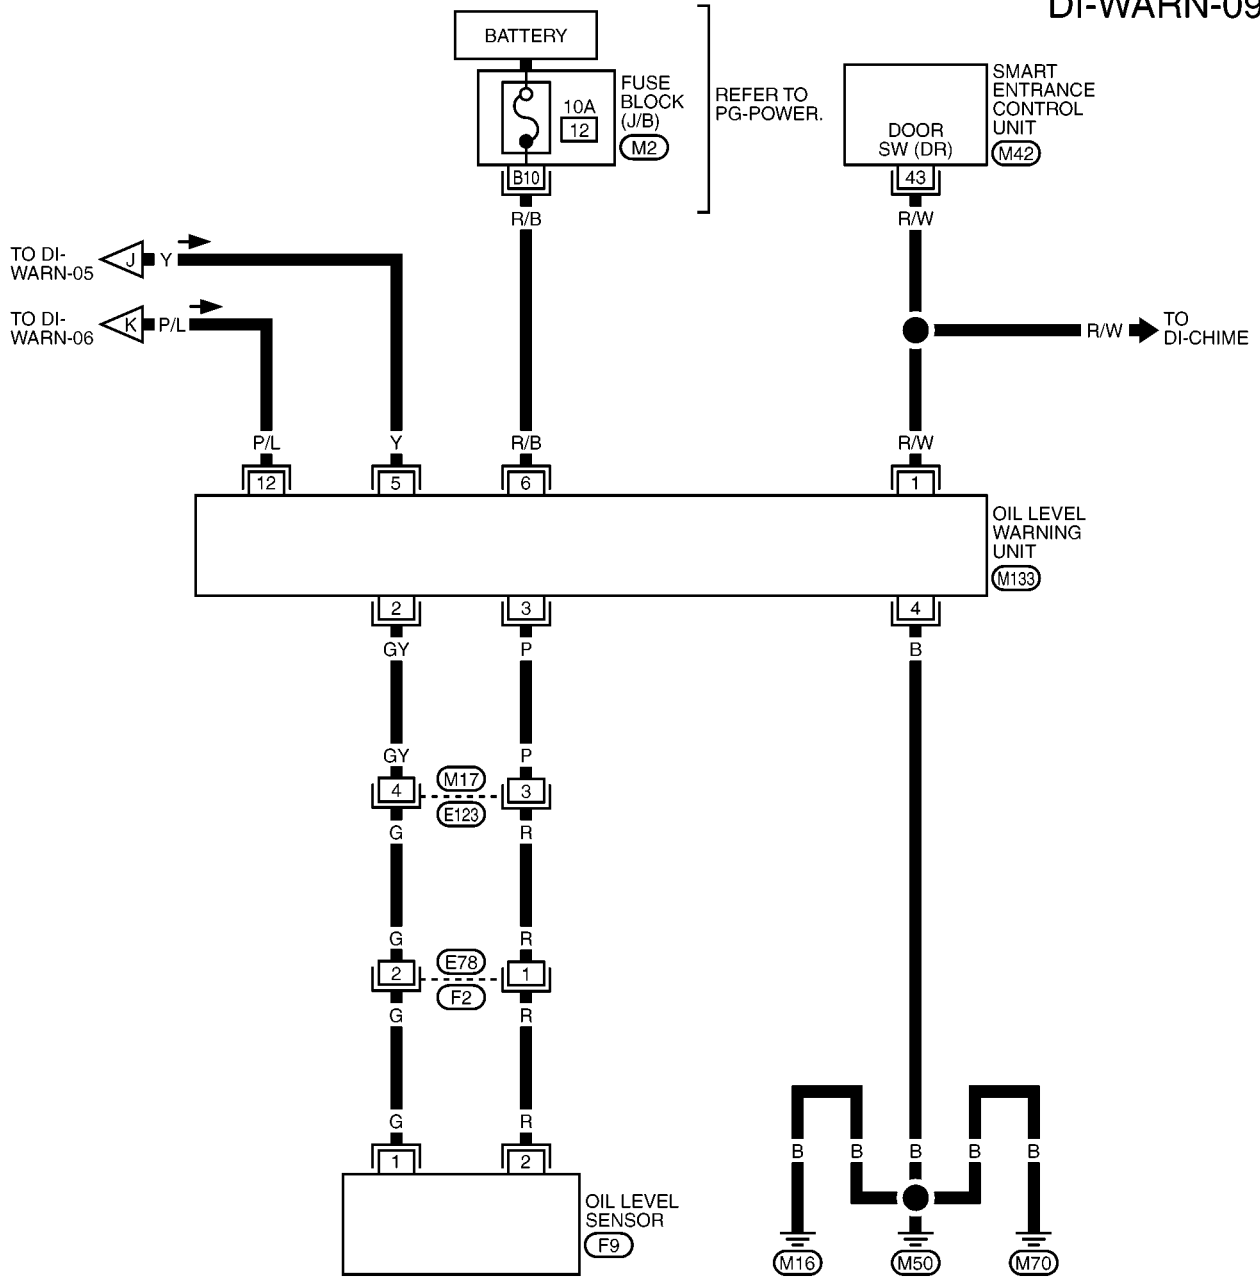 DI-WARN-09
BATTERY
FUSE
BLOCK
(J/B)
M2
10A
12
B10
R/B
REFER TO
PG-POWER.
SMART
ENTRANCE
CONTROL
UNIT
M42
DOOR
SW (DR)
43
R/W
TO DI-
WARN-05
J
Y
TO DI-
WARN-06
K
P/L
R/W
TO
DI-CHIME
P/L
Y
R/B
R/W
12
5
6
1
OIL LEVEL
WARNING
UNIT
M133
2
3
4
GY
P
B
GY
P
4
M17
E123
3
G
R
G
R
2
E78
F2
1
G
R
G
R
1
2
OIL LEVEL
SENSOR
F9
B
B
B
B
B
M16
M50
M70